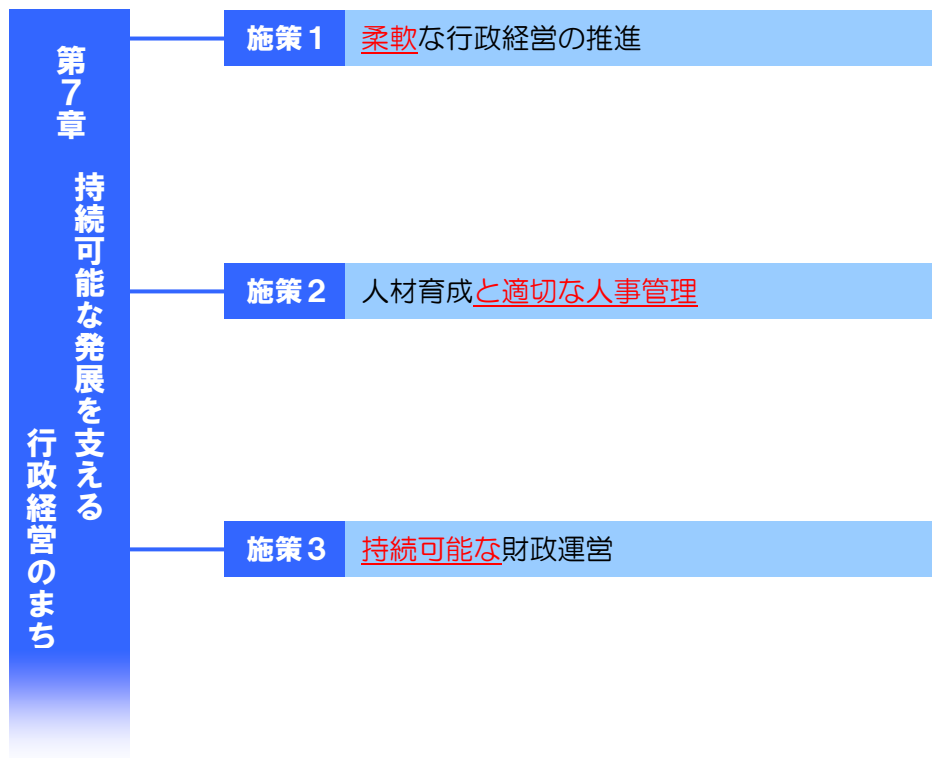 第７章
持続可能な発展を支える
行政経営のまち
施策１
柔軟な行政経営の推進
施策２
人材育成と適切な人事管理
施策３
持続可能な財政運営